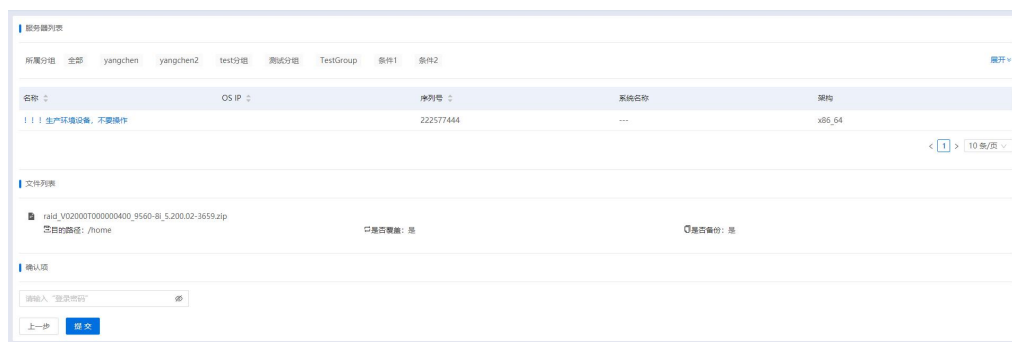 服务器列表
所属分组 全部 yangchen yangchen2 test分组 测试分组 TestGroup 条件1 条件2 展开
名称 OS IP 序列号 系统名称 架构
！！！生产环境设备，不要操作 222577444 --- x86_64
< 1 > 10 条/页
文件列表
raid_V02000T000000400_9560-8i_5.200.02-3659.zip
目的路径：/home 是否覆盖：是 是否备份：是
确认项
请输入“登录密码”
上一步 提交